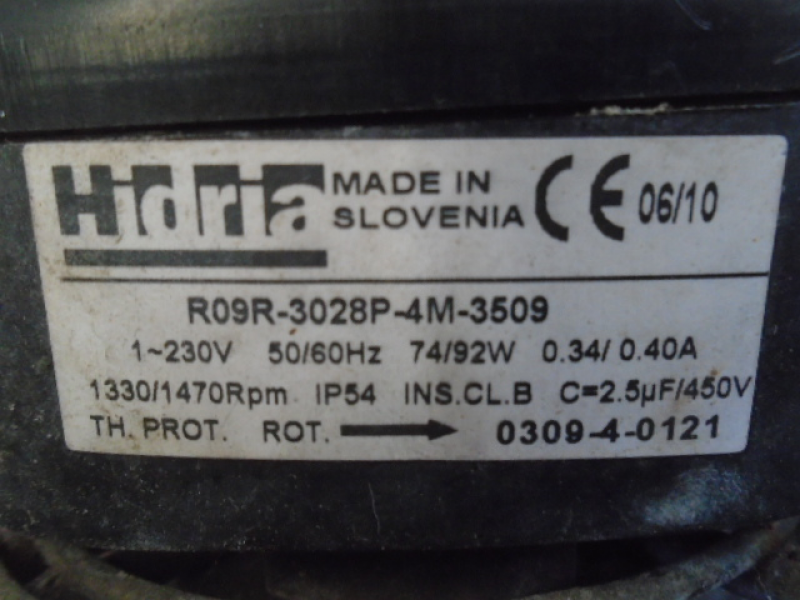 Hidria MADE IN SLOVENIA CE 06/10
R09R-3028P-4M-3509
1~230V 50/60Hz 74/92W 0.34/ 0.40A
1330/1470Rpm IP54 INS.CL.B C=2.5µF/450V
TH. PROT. ROT. 0309-4-0121